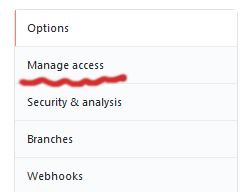 Options
Manage access
Security & analysis
Branches
Webhooks